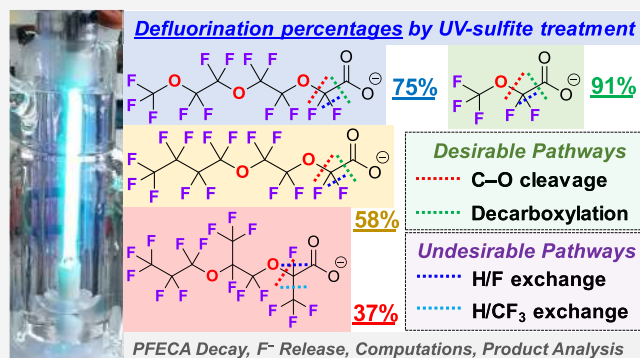 Defluorination percentages by UV-sulfite treatment
F F F F O
F O O
F O O ⊖
F F F F F F F
75%
O
F O
F O ⊖
F F F
91%
F F F F F F O
F O
F O O ⊖
F F F F F F F
58%
F
F F
F F F F O
F O
F O O ⊖
F F F F F
F F
F
37%
Desirable Pathways
C–O cleavage
Decarboxylation
Undesirable Pathways
H/F exchange
H/CF₃ exchange
PFECA Decay, F⁻ Release, Computations, Product Analysis